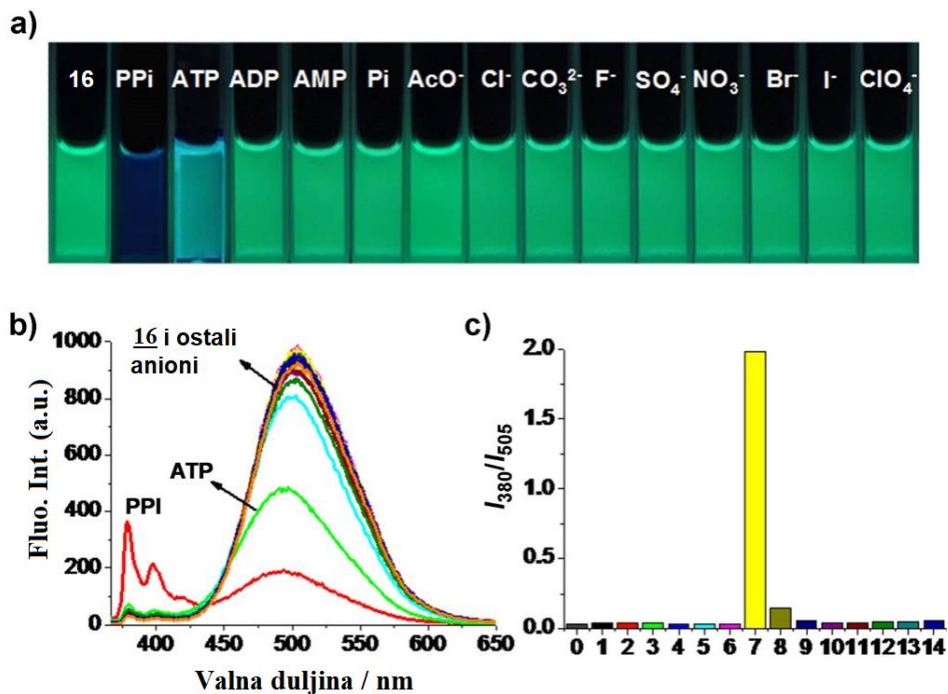 a)
16 PPi ATP ADP AMP Pi AcO⁻ Cl⁻ CO₃²⁻ F⁻ SO₄⁻ NO₃⁻ Br⁻ I⁻ ClO₄⁻
b)
16 i ostali
anioni
ATP
PPI
Fluo. Int. (a.u.)
1000
800
600
400
200
0
400 450 500 550 600 650
Valna duljina / nm
c)
I₃₈₀/I₅₀₅
2.0
1.5
1.0
0.5
0.0
0 1 2 3 4 5 6 7 8 9 10 11 12 13 14